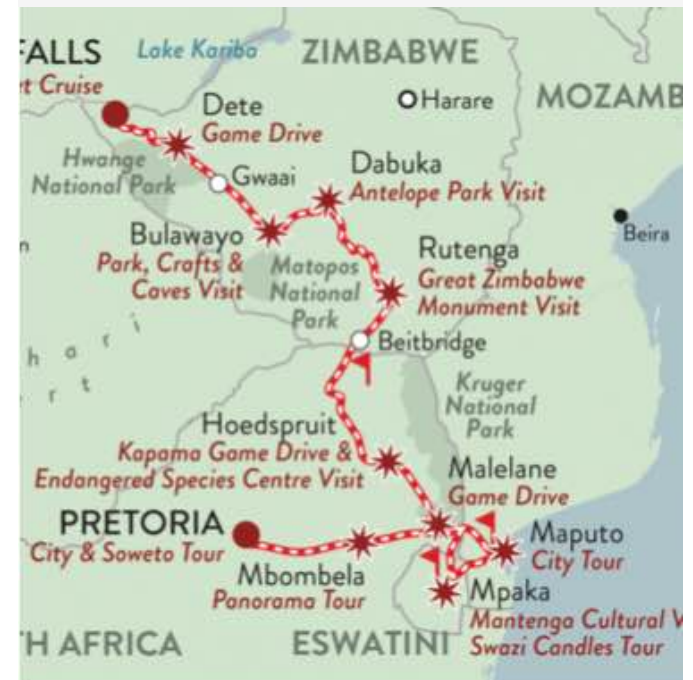 FALLS
t Cruise
Lake Kariba
ZIMBABWE
Harare
MOZAMB
Dete
Game Drive
Hwange
National Park
Gwaai
Dabuka
Antelope Park Visit
Beira
Bulawayo
Park, Crafts &
Caves Visit
Matopos
National
Park
Rutenga
Great Zimbabwe
Monument Visit
n
h a r i
r t
Beitbridge
Kruger
National
Park
Hoedspruit
Kapama Game Drive &
Endangered Species Centre Visit
Malelane
Game Drive
PRETORIA
City & Soweto Tour
Mbombela
Panorama Tour
Maputo
City Tour
Mpaka
Mantenga Cultural V
Swazi Candles Tour
H AFRICA
ESWATINI